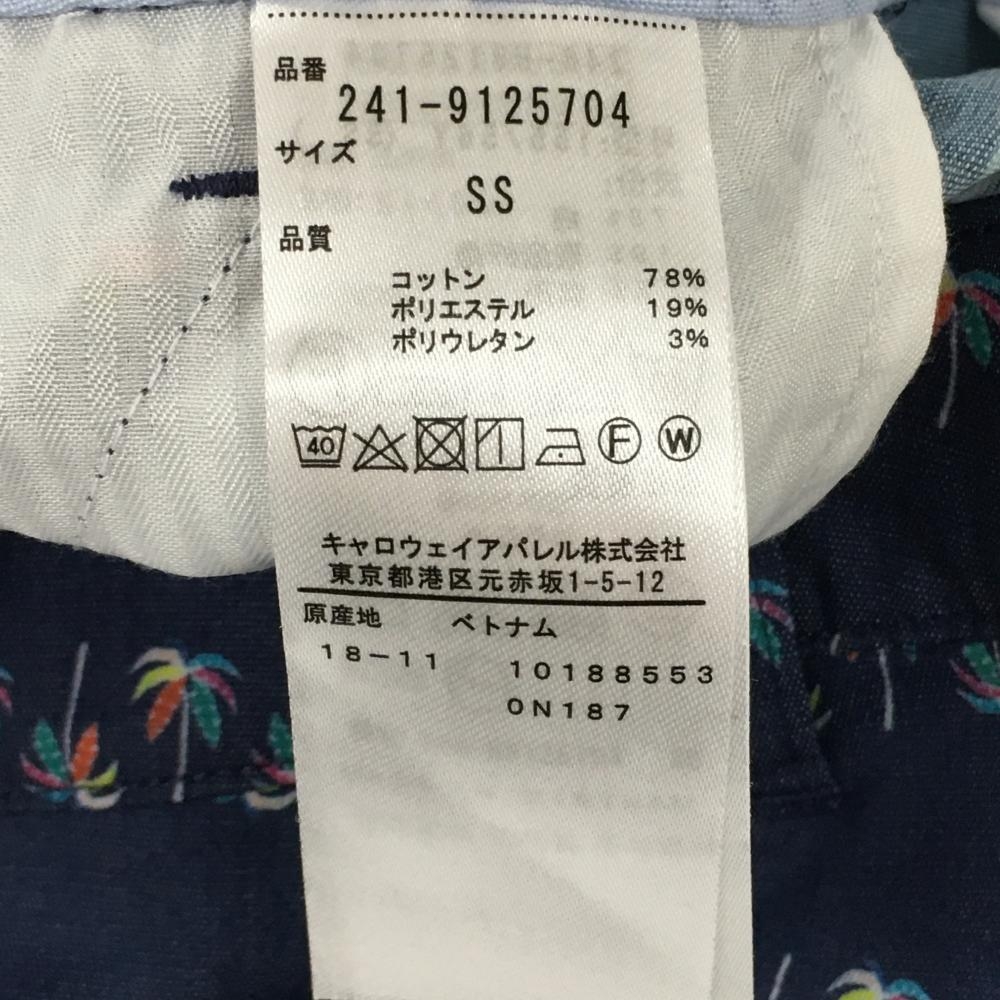 品番
241-9125704
サイズ
SS
品質
コットン 78%
ポリエステル 19%
ポリウレタン 3%
40 F W
キャロウェイアパレル株式会社
東京都港区元赤坂1-5-12
原産地 ベトナム
18-11 10188553
0N187